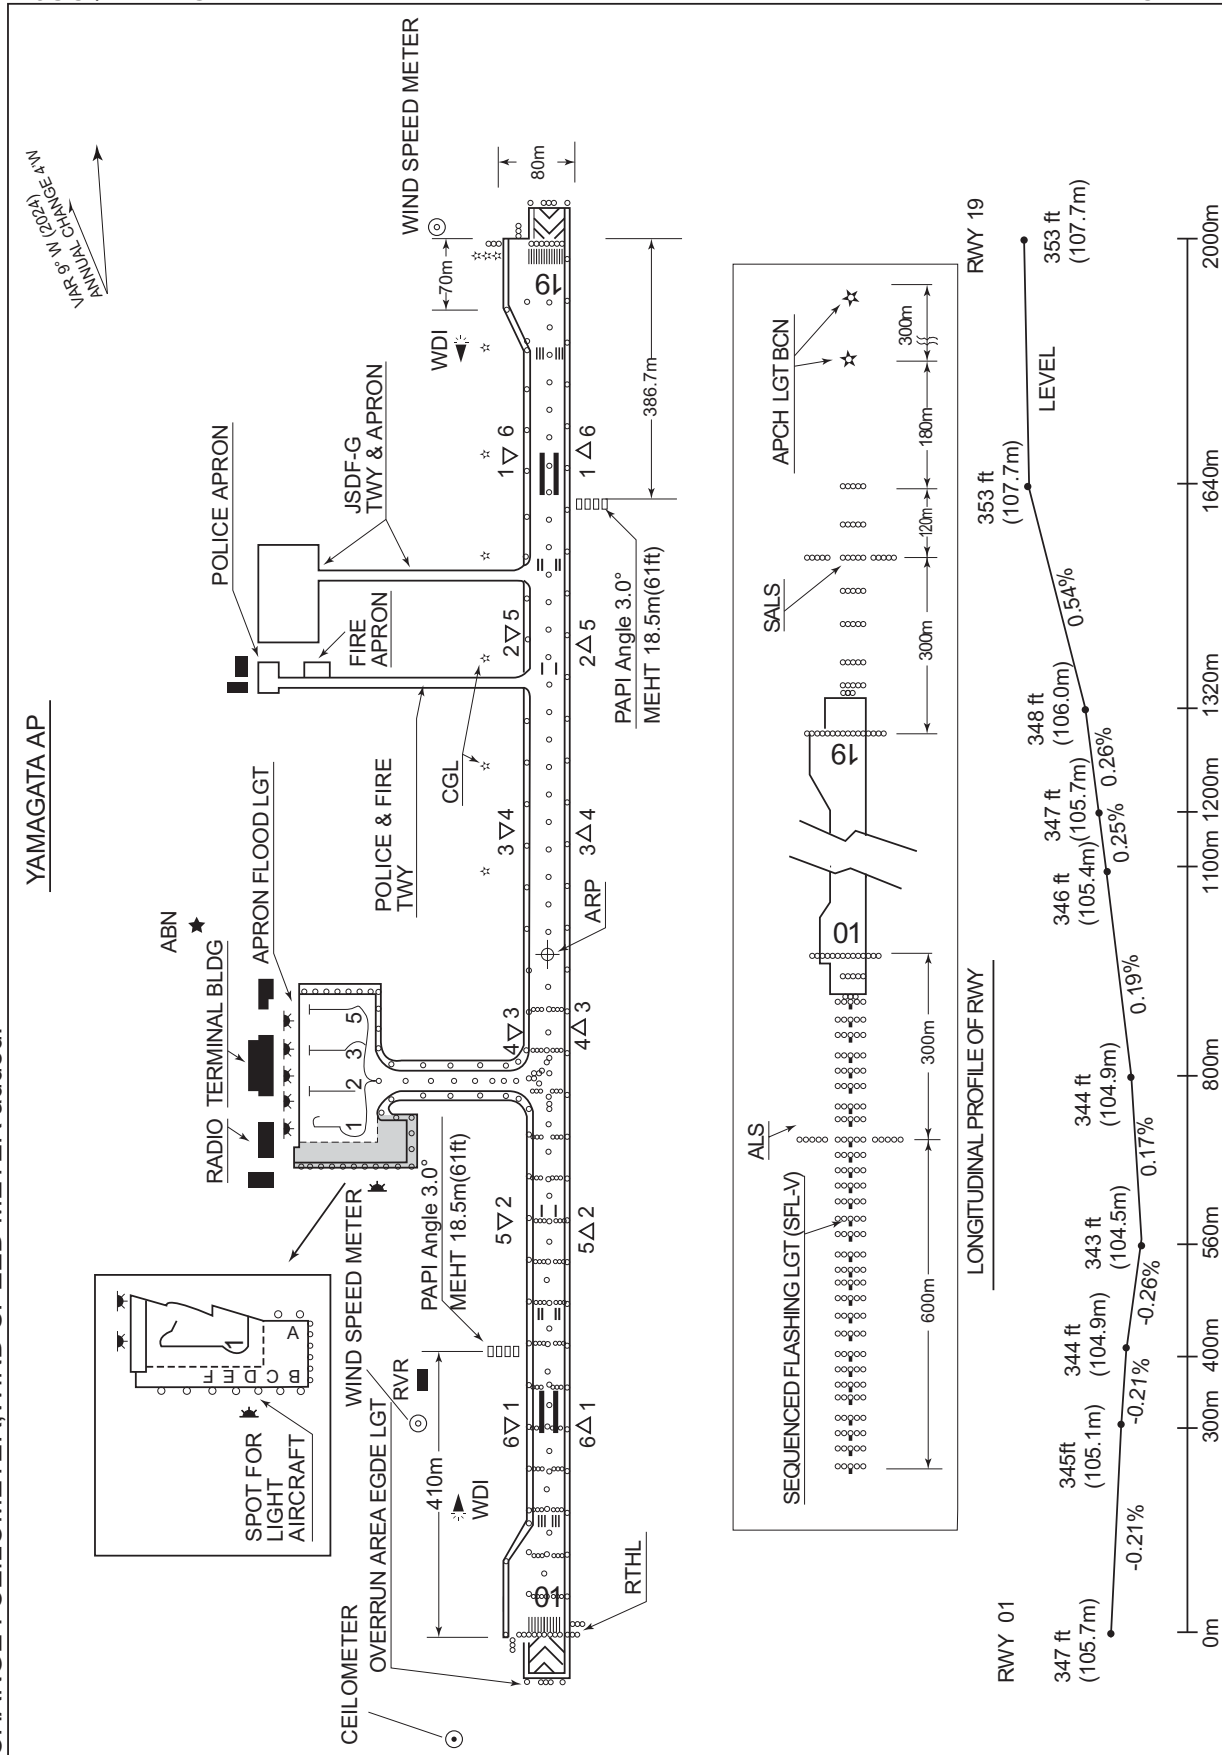 YAMAGATA AP
VAR 9° W (2024)
ANNUAL CHANGE 4'W
ABN
RADIO
TERMINAL BLDG
APRON FLOOD LGT
POLICE APRON
FIRE
APRON
JSDF-G
TWY & APRON
POLICE & FIRE
TWY
CGL
WDI
WIND SPEED METER
70m
80m
1
2
3
5
SPOT FOR
LIGHT
AIRCRAFT
1
A
B
C
D
E
F
CEILOMETER
OVERRUN AREA EGDE LGT
WIND SPEED METER
RVR
PAPI Angle 3.0°
MEHT 18.5m(61ft)
410m
WDI
6 1
5 2
4 3
3 4
2 5
1 6
01
19
6 1
5 2
4 3
3 4
2 5
1 6
RTHL
ARP
PAPI Angle 3.0°
MEHT 18.5m(61ft)
386.7m
SEQUENCED FLASHING LGT (SFL-V)
ALS
SALS
APCH LGT BCN
01
19
600m
300m
300m
120m
180m
300m
LONGITUDINAL PROFILE OF RWY
RWY 01
RWY 19
347 ft
(105.7m)
345ft
(105.1m)
344 ft
(104.9m)
343 ft
(104.5m)
344 ft
(104.9m)
346 ft
(105.4m)
347 ft
(105.7m)
348 ft
(106.0m)
353 ft
(107.7m)
353 ft
(107.7m)
-0.21%
-0.21%
-0.26%
0.17%
0.19%
0.25%
0.26%
0.54%
LEVEL
0m
300m
400m
560m
800m
1100m
1200m
1320m
1640m
2000m